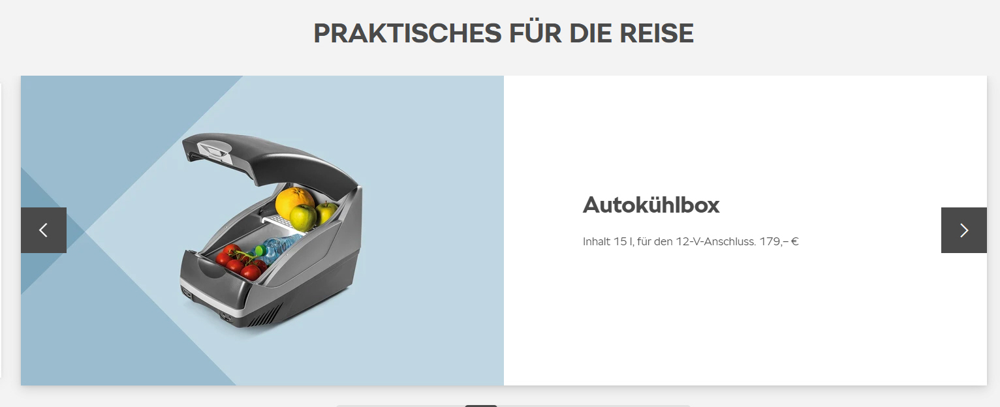 PRAKTISCHES FÜR DIE REISE
Autokühlbox
Inhalt 15 l, für den 12-V-Anschluss. 179,– €